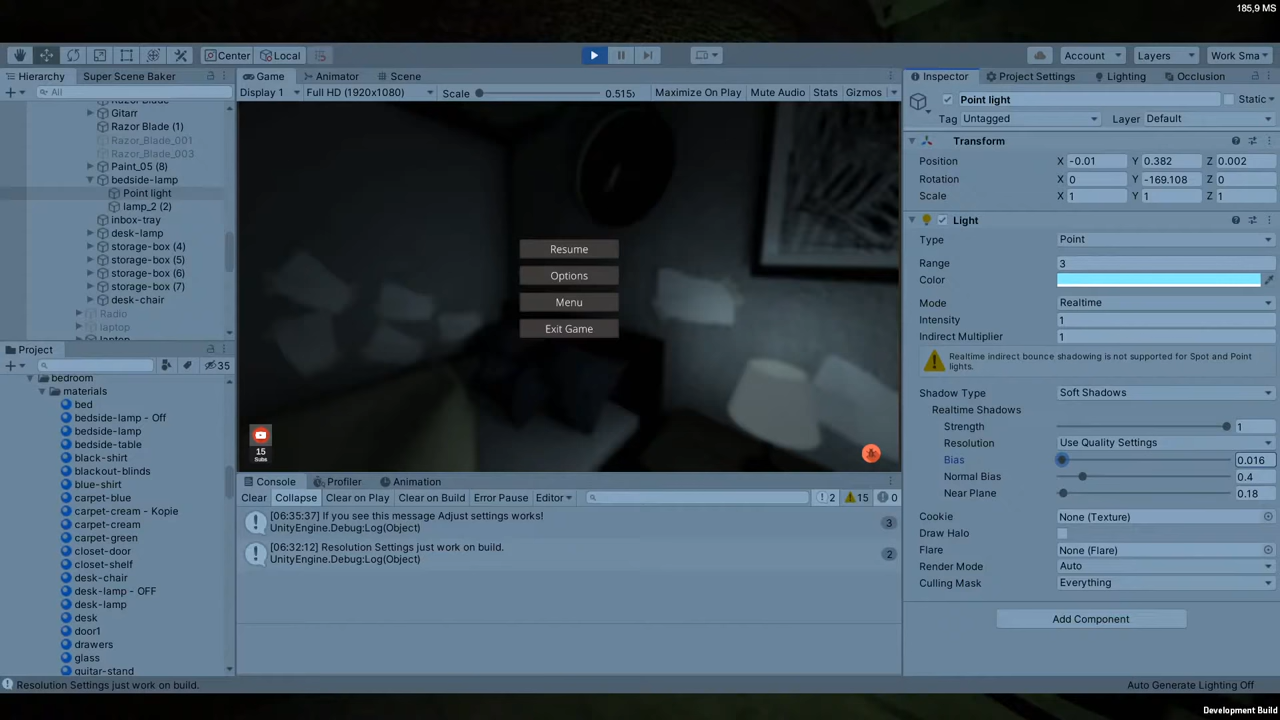 185,9 MS
Center Local Account Layers Work Sma
Hierarchy Super Scene Baker Game Animator Scene Inspector Project Settings Lighting Occlusion
All Display 1 Full HD (1920x1080) Scale 0.515x Maximize On Play Mute Audio Stats Gizmos
Point light Static
Tag Untagged Layer Default
Razor Blade
Gitarr
Razor Blade (1)
Razor_Blade_001
Razor_Blade_003
Paint_05 (8)
bedside-lamp
Point light
lamp_2 (2)
inbox-tray
desk-lamp
storage-box (4)
storage-box (5)
storage-box (6)
storage-box (7)
desk-chair
Radio
laptop
laptop
Project
35
bedroom
materials
bed
bedside-lamp - Off
bedside-lamp
bedside-table
black-shirt
blackout-blinds
blue-shirt
carpet-blue
carpet-cream - Kopie
carpet-cream
carpet-green
closet-door
closet-shelf
desk-chair
desk-lamp - OFF
desk-lamp
desk
door1
drawers
glass
guitar-stand
Resume
Options
Menu
Exit Game
15
Subs
Console Profiler Animation
Clear Collapse Clear on Play Clear on Build Error Pause Editor 2 15 0
[06:35:37] If you see this message Adjust settings works!
UnityEngine.Debug:Log(Object)
3
[06:32:12] Resolution Settings just work on build.
UnityEngine.Debug:Log(Object)
2
Transform
Position X -0.01 Y 0.382 Z 0.002
Rotation X 0 Y -169.108 Z 0
Scale X 1 Y 1 Z 1
Light
Type Point
Range 3
Color
Mode Realtime
Intensity 1
Indirect Multiplier 1
Realtime indirect bounce shadowing is not supported for Spot and Point
lights.
Shadow Type Soft Shadows
Realtime Shadows
Strength 1
Resolution Use Quality Settings
Bias 0.016
Normal Bias 0.4
Near Plane 0.18
Cookie None (Texture)
Draw Halo
Flare None (Flare)
Render Mode Auto
Culling Mask Everything
Add Component
Resolution Settings just work on build. Auto Generate Lighting Off
Development Build